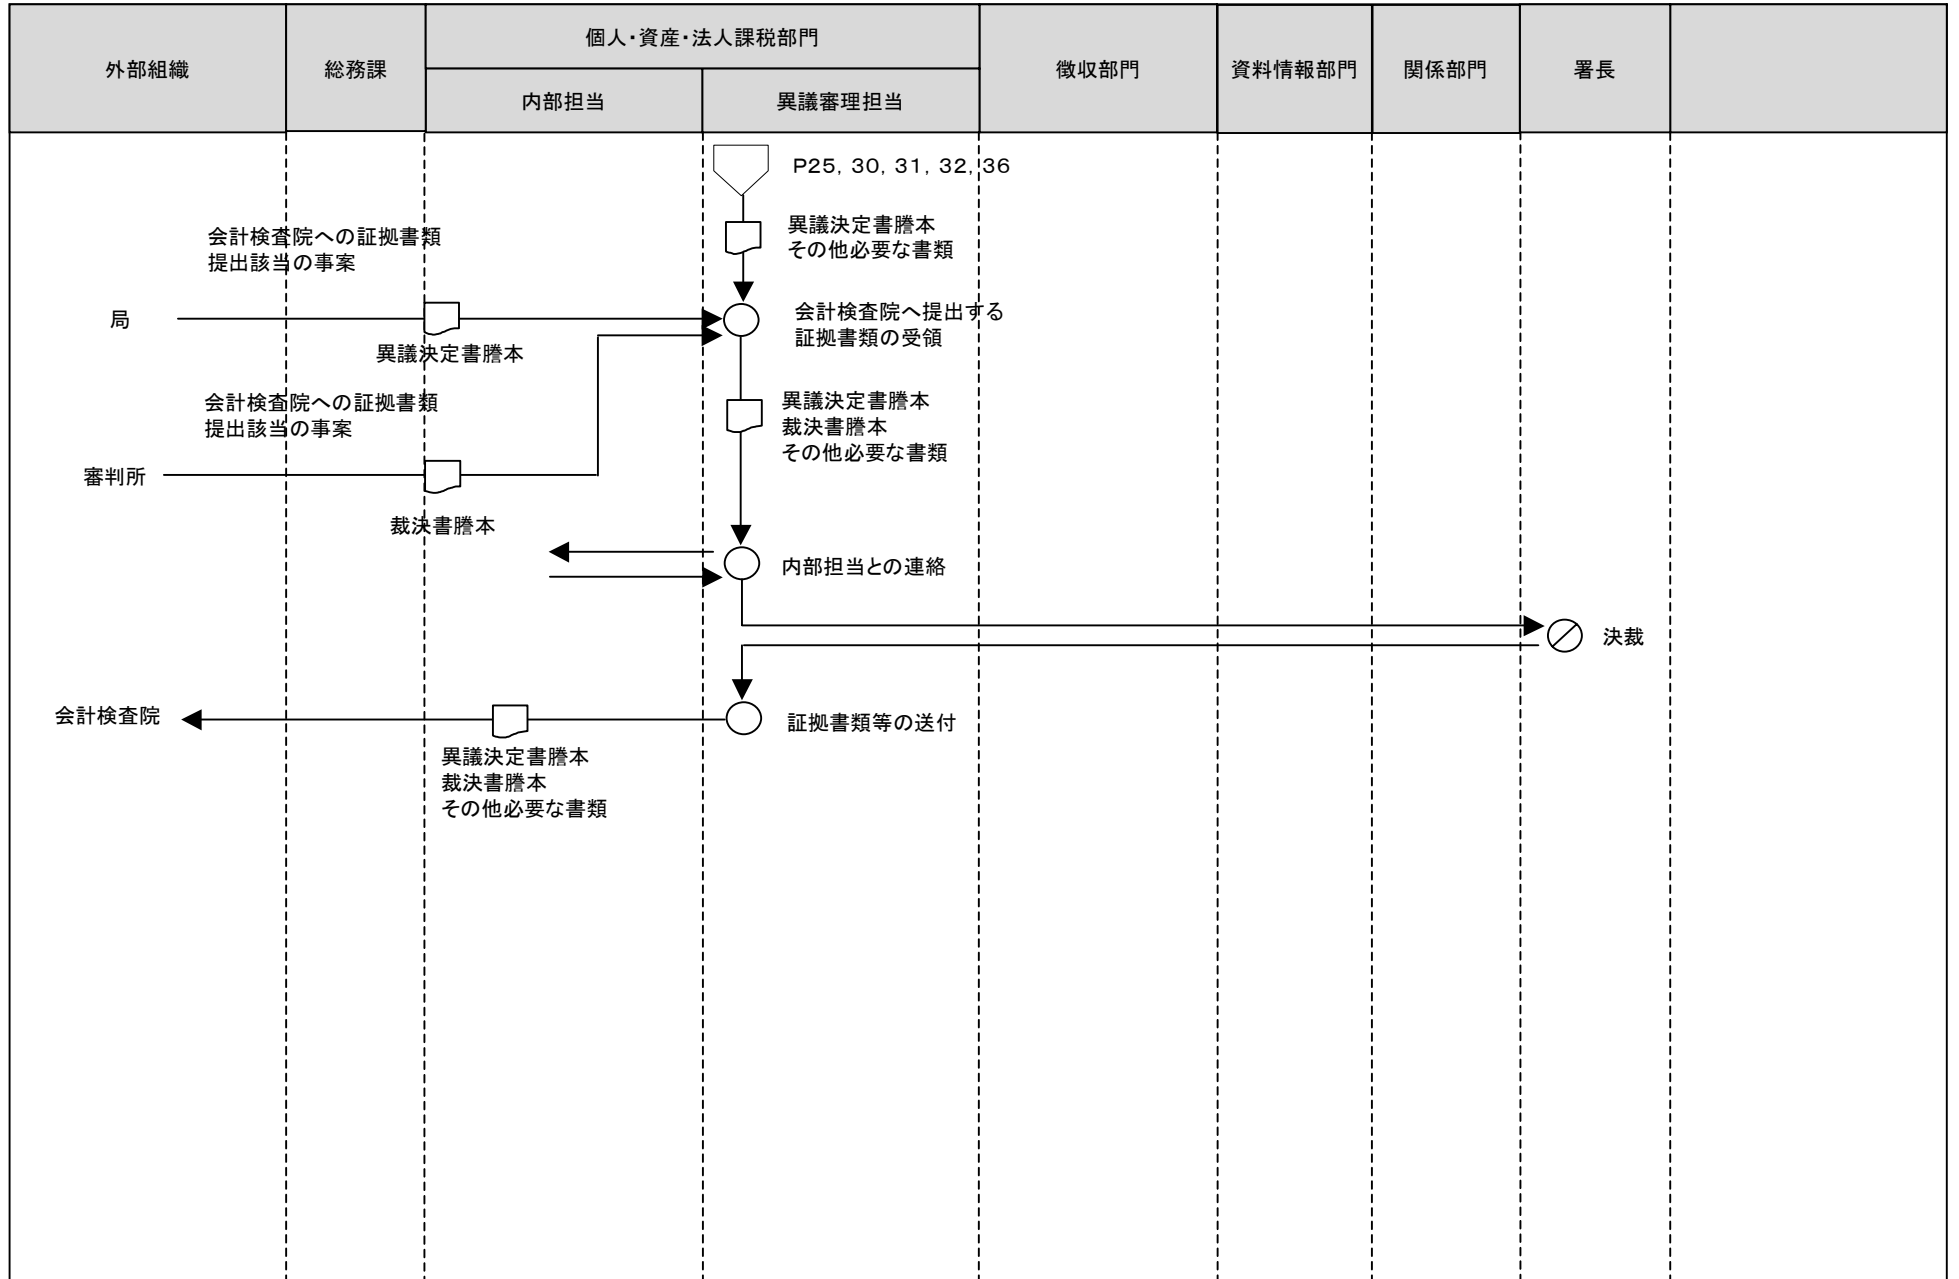 外部組織
総務課
個人・資産・法人課税部門
内部担当
異議審理担当
徴収部門
資料情報部門
関係部門
署長
P25, 30, 31, 32, 36
異議決定書謄本
その他必要な書類
会計検査院への証拠書類
提出該当の事案
局
異議決定書謄本
会計検査院へ提出する
証拠書類の受領
会計検査院への証拠書類
提出該当の事案
異議決定書謄本
裁決書謄本
その他必要な書類
審判所
裁決書謄本
内部担当との連絡
決裁
会計検査院
証拠書類等の送付
異議決定書謄本
裁決書謄本
その他必要な書類